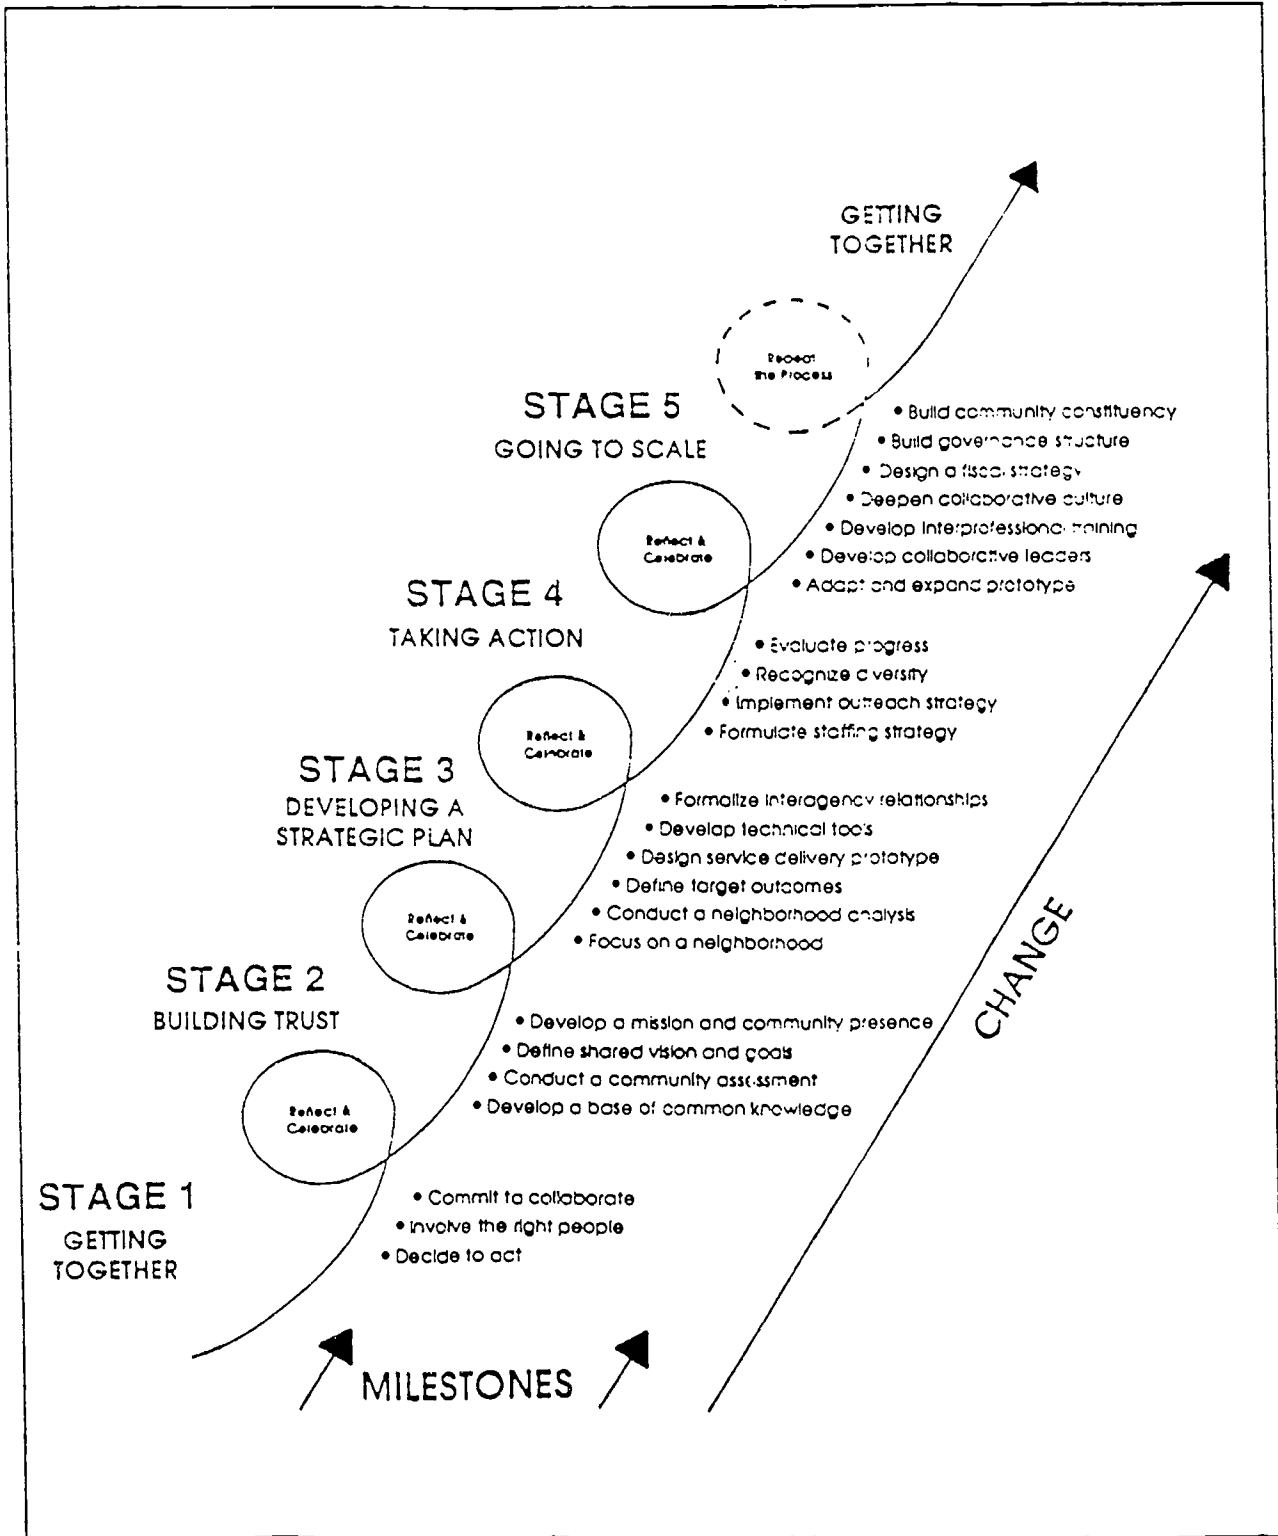 GETTING
TOGETHER
Repeat
the Process
STAGE 5
GOING TO SCALE
• Build community constituency
• Build governance structure
• Design a fiscal strategy
• Deepen collaborative culture
• Develop interprofessional training
• Develop collaborative leaders
• Adapt and expand prototype
Reflect &
Celebrate
STAGE 4
TAKING ACTION
• Evaluate progress
• Recognize diversity
• Implement outreach strategy
• Formulate staffing strategy
Reflect &
Celebrate
STAGE 3
DEVELOPING A
STRATEGIC PLAN
• Formalize interagency relationships
• Develop technical tools
• Design service delivery prototype
• Define target outcomes
• Conduct a neighborhood analysis
• Focus on a neighborhood
Reflect &
Celebrate
STAGE 2
BUILDING TRUST
• Develop a mission and community presence
• Define shared vision and goals
• Conduct a community assessment
• Develop a base of common knowledge
Reflect &
Celebrate
STAGE 1
GETTING
TOGETHER
• Commit to collaborate
• Involve the right people
• Decide to act
MILESTONES
CHANGE